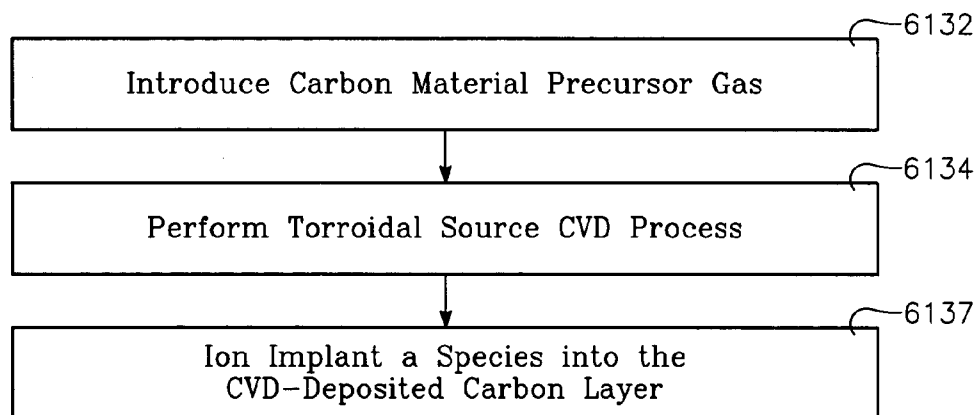 6132
Introduce Carbon Material Precursor Gas
6134
Perform Torroidal Source CVD Process
6137
Ion Implant a Species into the
CVD-Deposited Carbon Layer